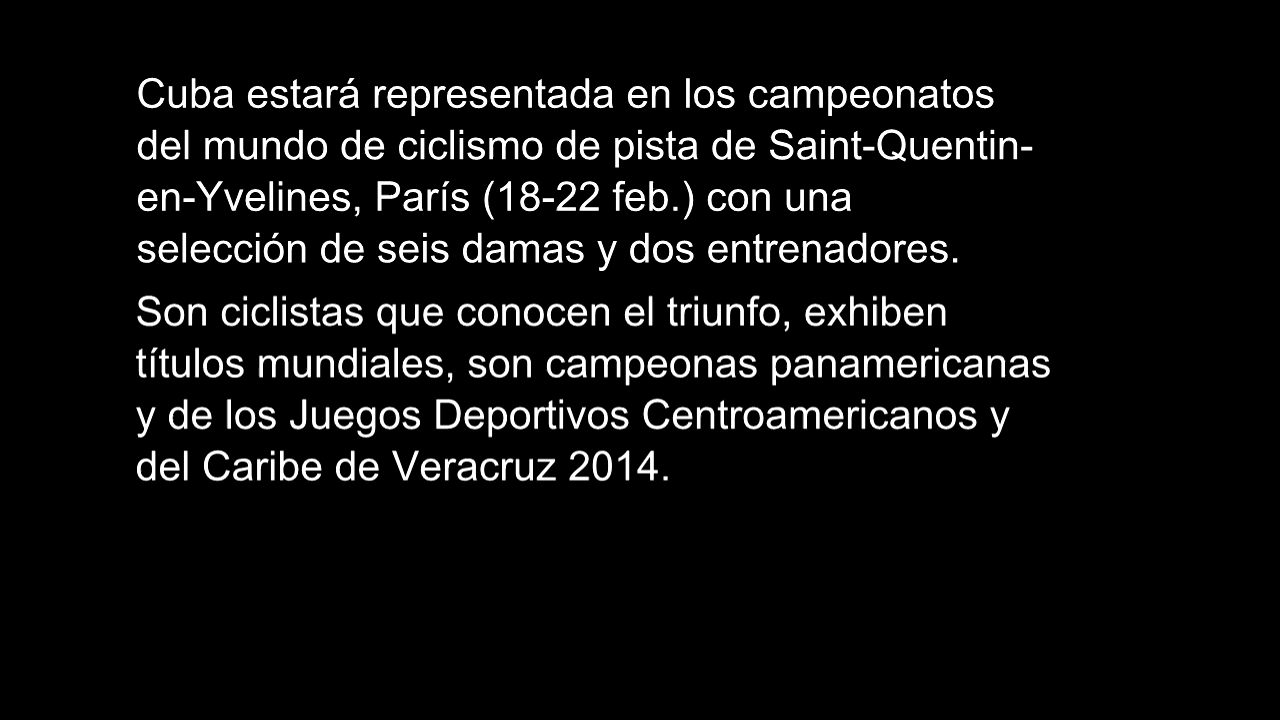 Cuba estará representada en los campeonatos
del mundo de ciclismo de pista de Saint-Quentin-
en-Yvelines, París (18-22 feb.) con una
selección de seis damas y dos entrenadores.
Son ciclistas que conocen el triunfo, exhiben
títulos mundiales, son campeonas panamericanas
y de los Juegos Deportivos Centroamericanos y
del Caribe de Veracruz 2014.